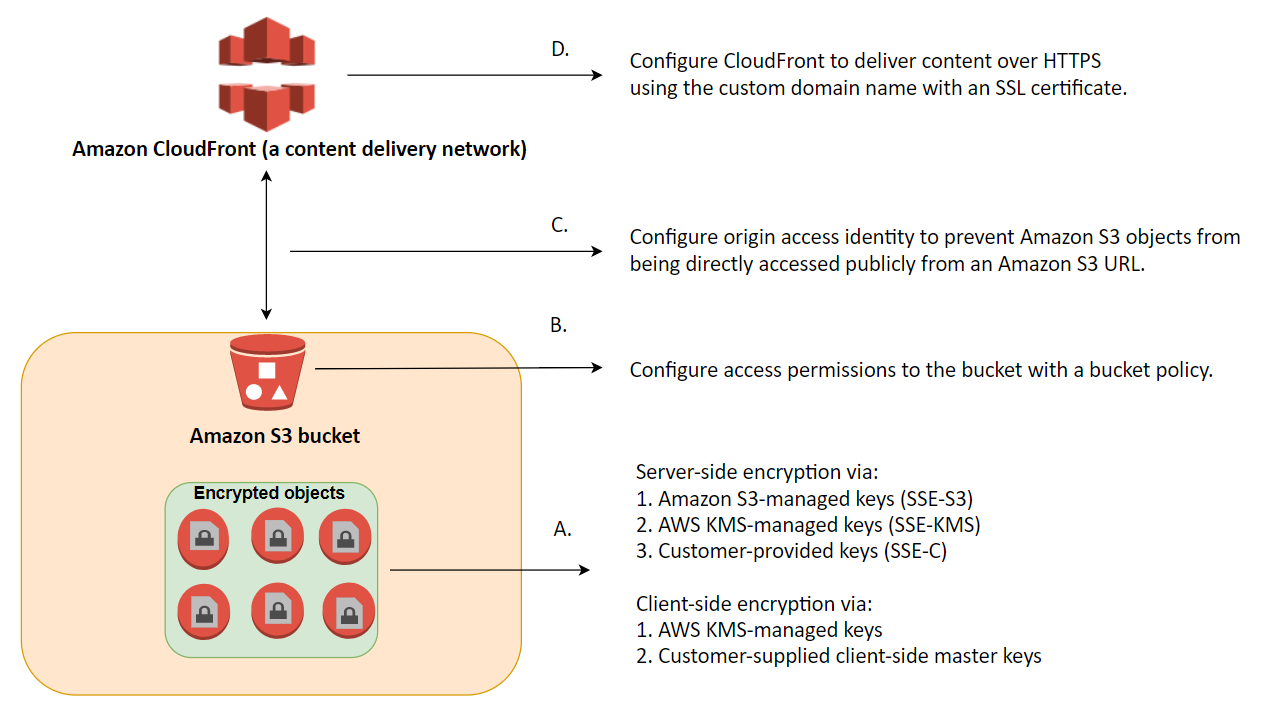 D.
Configure CloudFront to deliver content over HTTPS
using the custom domain name with an SSL certificate.
Amazon CloudFront (a content delivery network)
C.
Configure origin access identity to prevent Amazon S3 objects from
being directly accessed publicly from an Amazon S3 URL.
B.
Configure access permissions to the bucket with a bucket policy.
Amazon S3 bucket
Encrypted objects
A.
Server-side encryption via:
1. Amazon S3-managed keys (SSE-S3)
2. AWS KMS-managed keys (SSE-KMS)
3. Customer-provided keys (SSE-C)
Client-side encryption via:
1. AWS KMS-managed keys
2. Customer-supplied client-side master keys